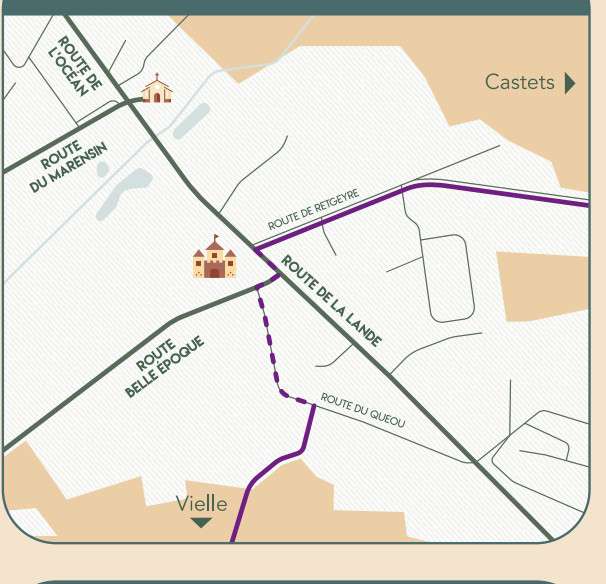 ROUTE DE
L'OCÉAN
Castets
ROUTE
DU MARENSIN
ROUTE DE RETGEYRE
ROUTE DE LA LANDE
ROUTE
BELLE ÉPOQUE
ROUTE DU QUEOU
Vielle